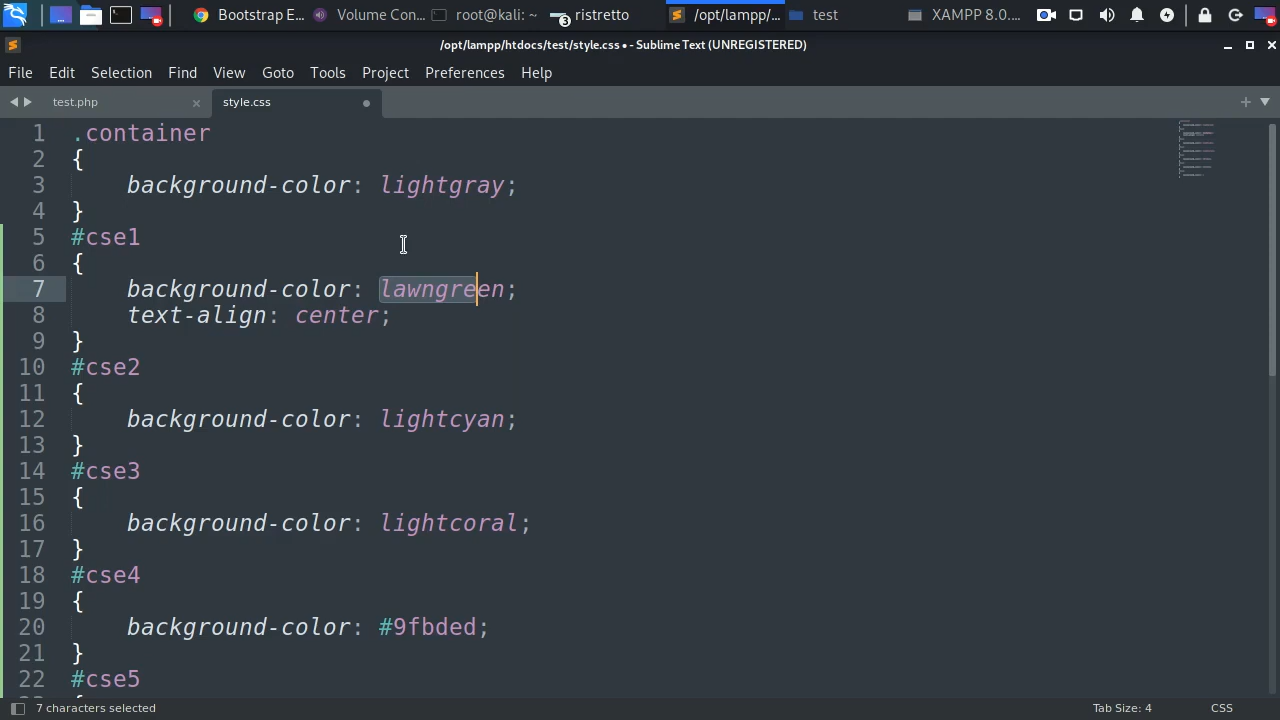 Bootstrap E...
Volume Con...
root@kali: ~
3 ristretto
/opt/lampp/...
test
XAMPP 8.0....
/opt/lampp/htdocs/test/style.css • - Sublime Text (UNREGISTERED)
File Edit Selection Find View Goto Tools Project Preferences Help
test.php
style.css
1 .container
2 {
3 background-color: lightgray;
4 }
5 #cse1
6 {
7 background-color: lawngreen;
8 text-align: center;
9 }
10 #cse2
11 {
12 background-color: lightcyan;
13 }
14 #cse3
15 {
16 background-color: lightcoral;
17 }
18 #cse4
19 {
20 background-color: #9fbded;
21 }
22 #cse5
7 characters selected
Tab Size: 4
CSS